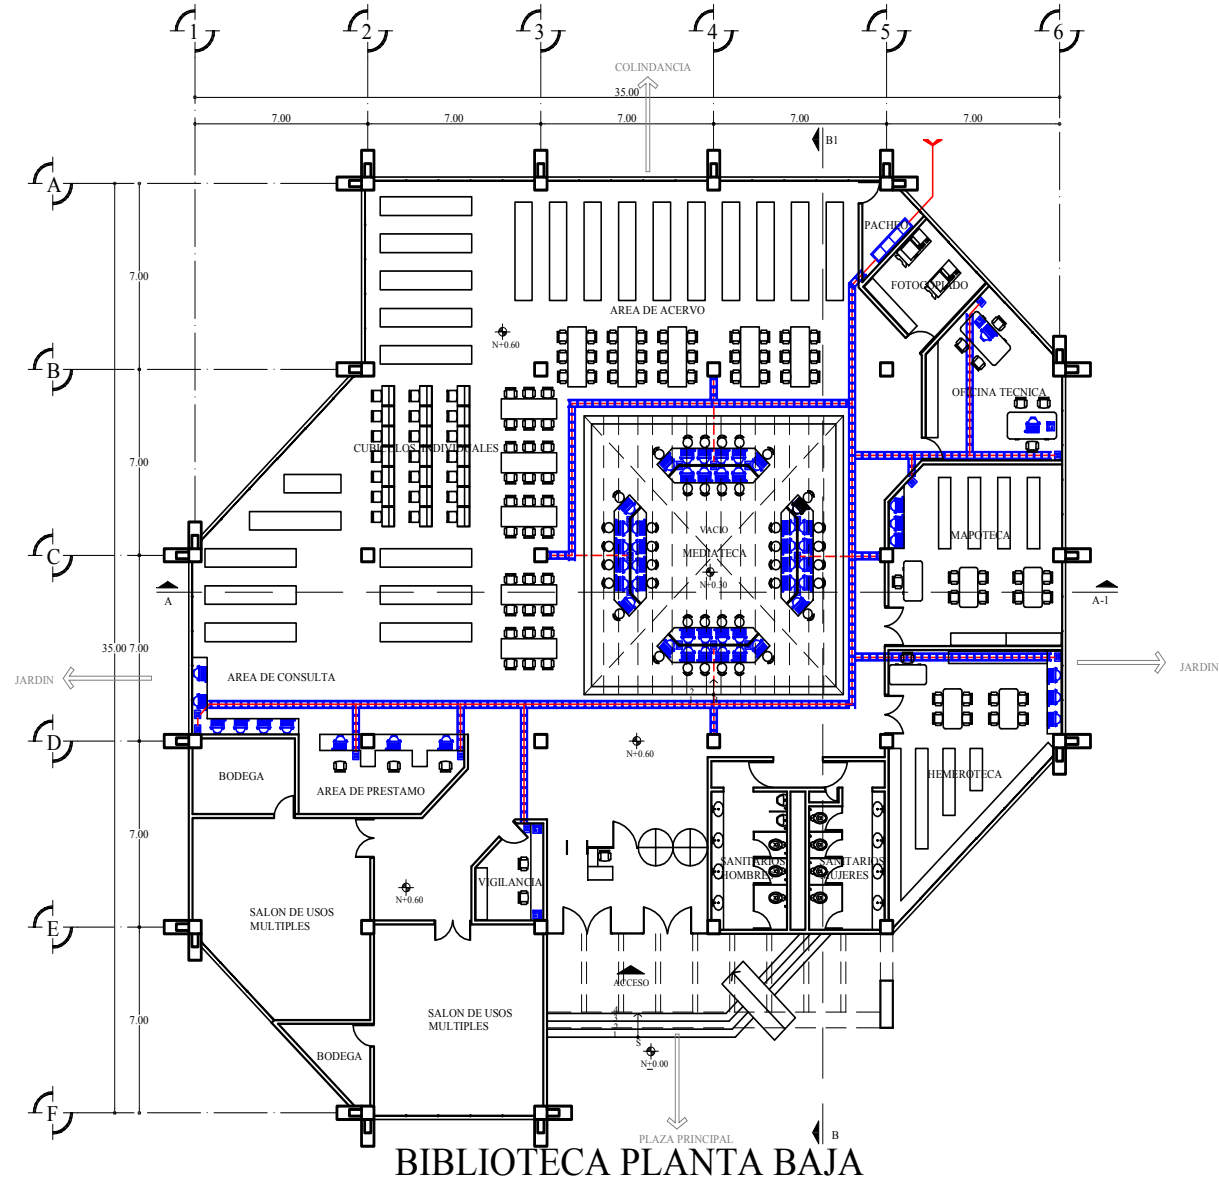 1 2 3 4 5 6
COLINDANCIA
35.00
7.00 7.00 7.00 7.00 7.00
B1
A
PACHEO
FOTOCOPIADO
7.00
AREA DE ACERVO
N+0.60
B
OFICINA TECNICA
CUBICULOS INDIVIDUALES
7.00
VACIO
MAPOTECA
C
MEDIATECA
N+0.30
A
A-1
35.00 7.00
JARDIN
JARDIN
AREA DE CONSULTA
D
N+0.60
BODEGA
HEMEROTECA
AREA DE PRESTAMO
7.00
SANITARIOS
HOMBRES
SANITARIOS
MUJERES
VIGILANCIA
N+0.60
SALON DE USOS
MULTIPLES
E
ACCESO
7.00
SALON DE USOS
MULTIPLES
S
BODEGA
N+0.00
F
PLAZA PRINCIPAL
B
BIBLIOTECA PLANTA BAJA